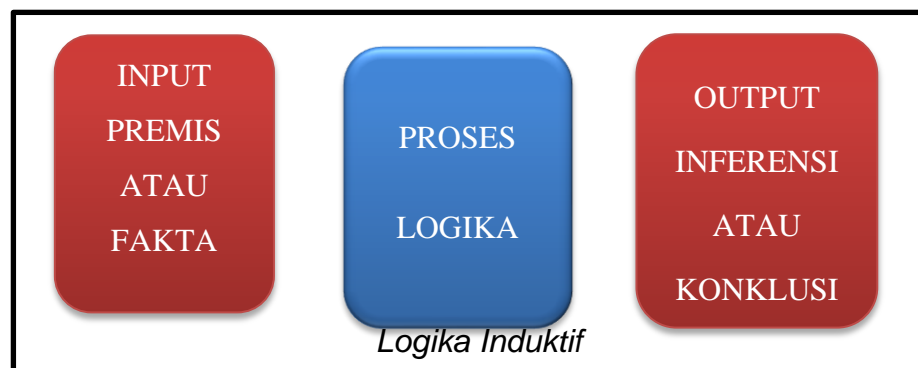 INPUT
PREMIS
ATAU
FAKTA
PROSES
LOGIKA
OUTPUT
INFERENSI
ATAU
KONKLUSI
Logika Induktif